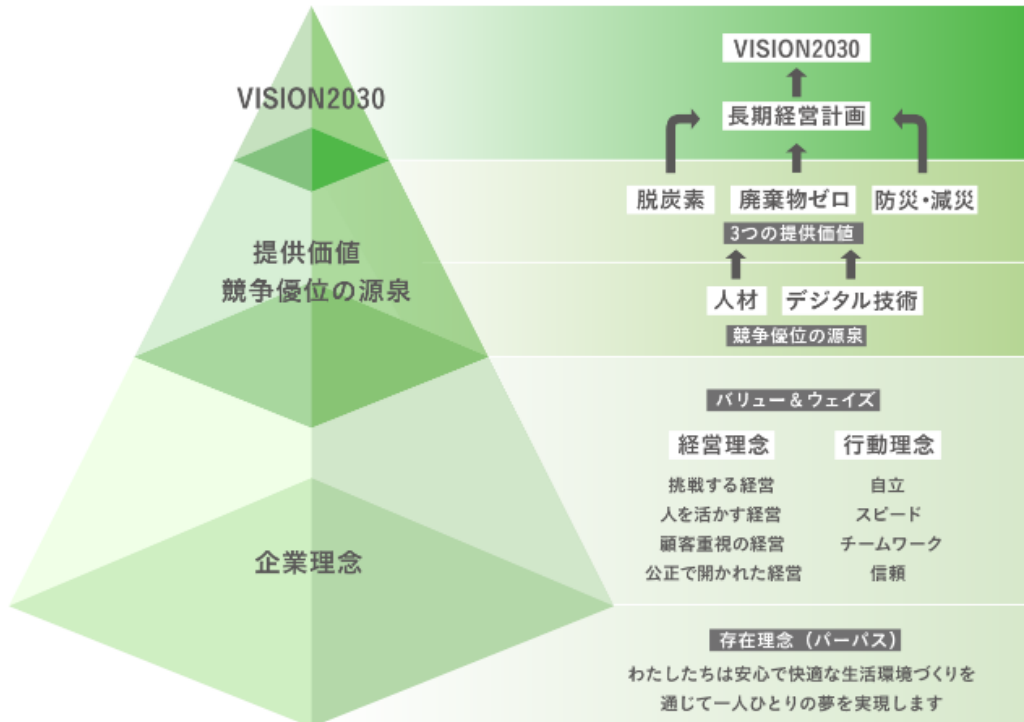 VISION2030
提供価値
競争優位の源泉
企業理念
VISION2030
長期経営計画
脱炭素 廃棄物ゼロ 防災・減災
3つの提供価値
人材 デジタル技術
競争優位の源泉
バリュー＆ウェイズ
経営理念 行動理念
挑戦する経営 自立
人を活かす経営 スピード
顧客重視の経営 チームワーク
公正で開かれた経営 信頼
存在理念（パーパス）
わたしたちは安心で快適な生活環境づくりを
通じて一人ひとりの夢を実現します